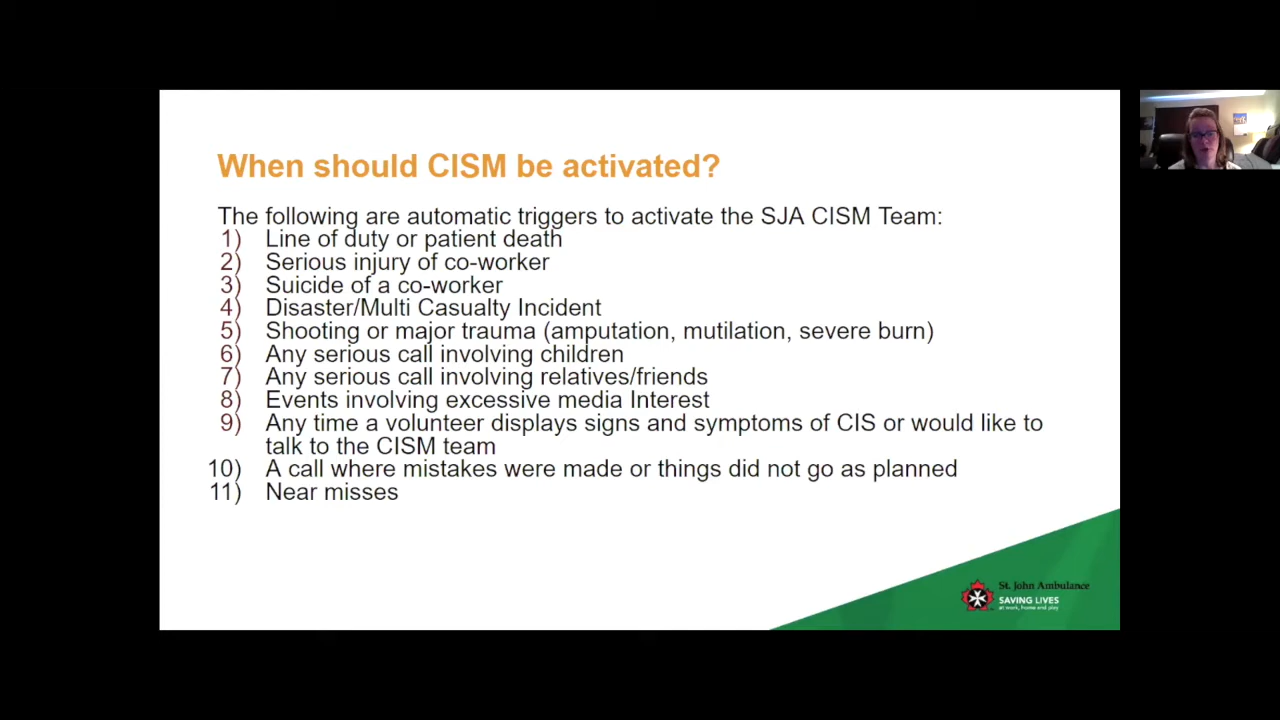 When should CISM be activated?
The following are automatic triggers to activate the SJA CISM Team:
1) Line of duty or patient death
2) Serious injury of co-worker
3) Suicide of a co-worker
4) Disaster/Multi Casualty Incident
5) Shooting or major trauma (amputation, mutilation, severe burn)
6) Any serious call involving children
7) Any serious call involving relatives/friends
8) Events involving excessive media Interest
9) Any time a volunteer displays signs and symptoms of CIS or would like to
talk to the CISM team
10) A call where mistakes were made or things did not go as planned
11) Near misses
St. John Ambulance
SAVING LIVES
at work, home and play